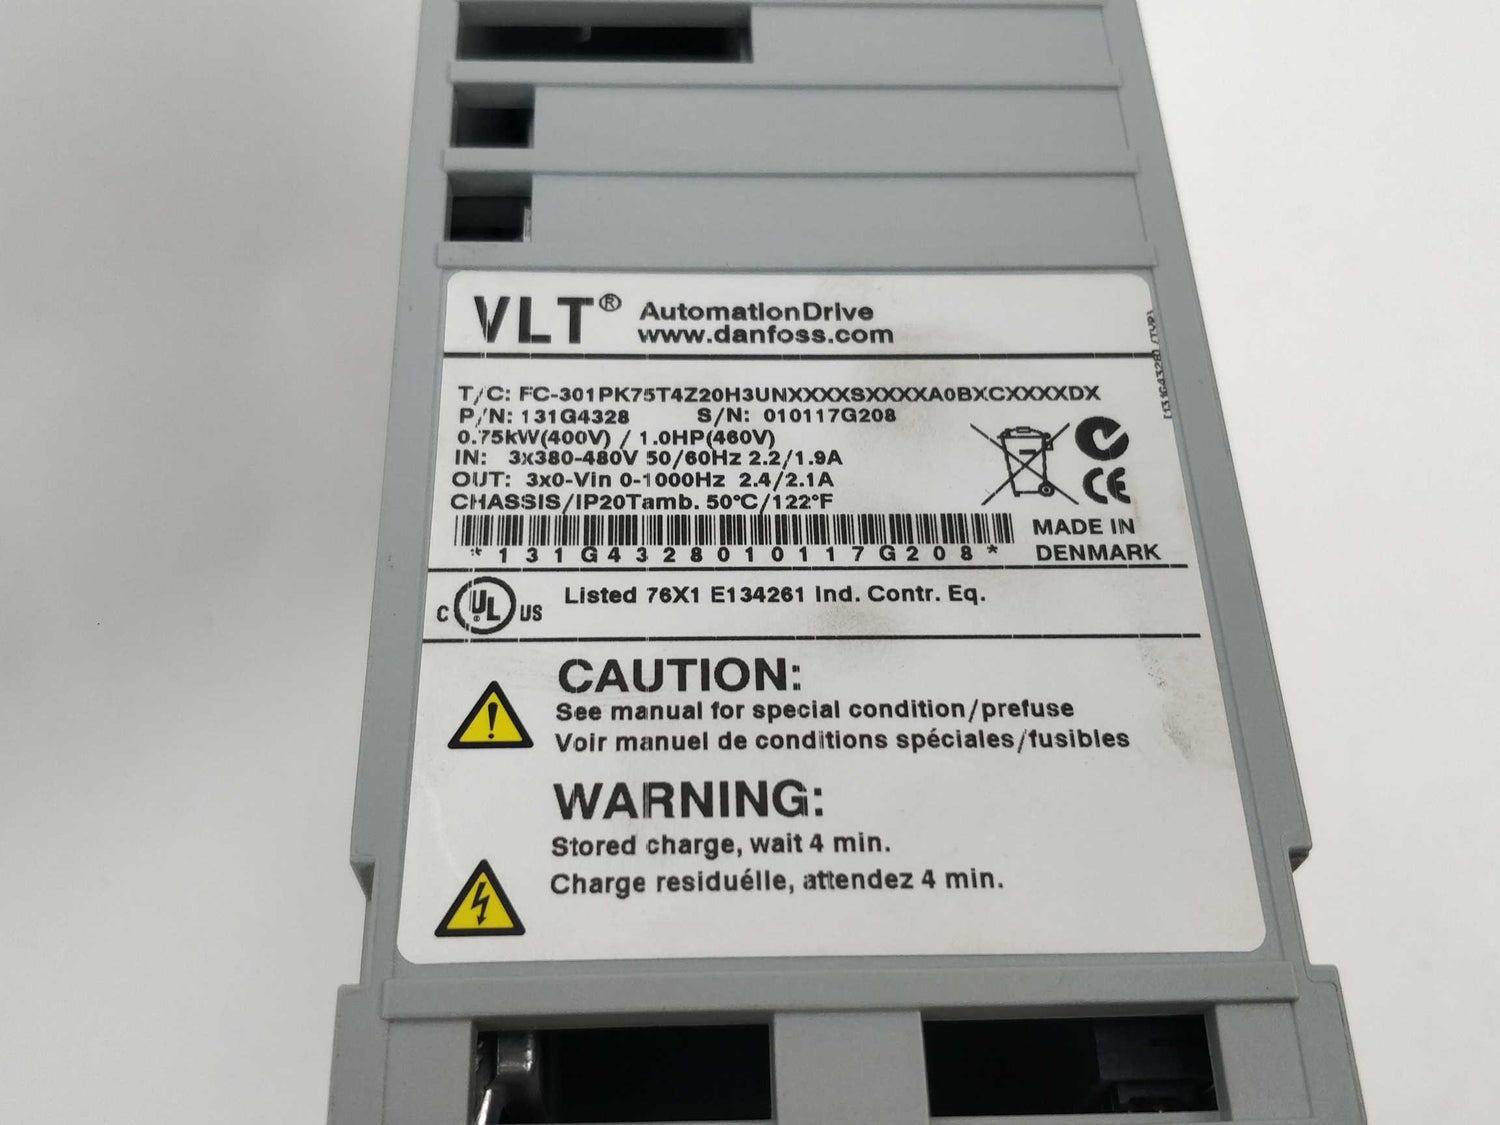 VLT® AutomationDrive
www.danfoss.com
T/C: FC-301PK75T4Z20H3UNXXXXSXXXXA0BXCXXXXDX
P/N: 131G4328 S/N: 010117G208
0.75kW(400V) / 1.0HP(460V)
IN: 3x380-480V 50/60Hz 2.2/1.9A
OUT: 3x0-Vin 0-1000Hz 2.4/2.1A
CHASSIS/IP20Tamb. 50°C/122°F
CE
*131G4328010117G208*
MADE IN
DENMARK
C UL® US Listed 76X1 E134261 Ind. Contr. Eq.
CAUTION:
See manual for special condition/prefuse
Voir manuel de conditions spéciales/fusibles
WARNING:
Stored charge, wait 4 min.
Charge residuélle, attendez 4 min.